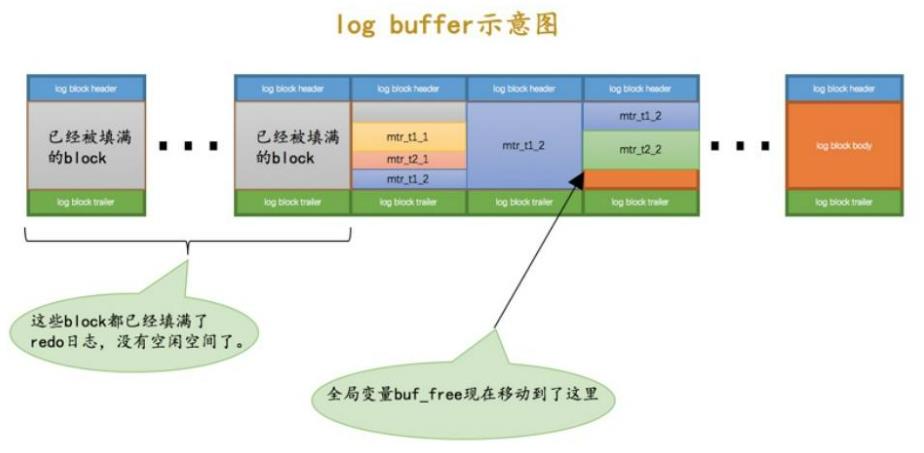 log buffer示意图
log block header
log block header
log block header
log block header
log block header
log block header
已经被填满
的block
已经被填满
的block
mtr_t1_1
mtr_t2_1
mtr_t1_2
mtr_t1_2
mtr_t1_2
mtr_t2_2
log block body
log block trailer
log block trailer
log block trailer
log block trailer
log block trailer
log block trailer
这些block都已经填满了
redo日志，没有空闲空间了。
全局变量buf_free现在移动到了这里